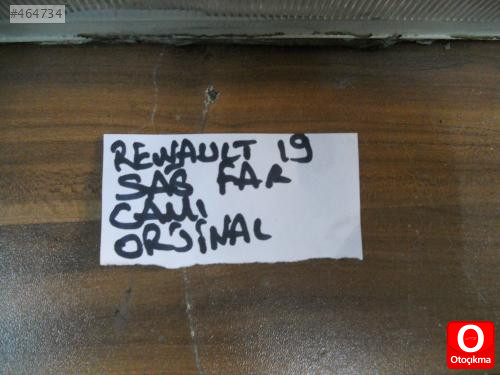 #464734
RENAULT 19
SAĞ FAR
CAMI
ORJİNAL
O
Otoçıkma